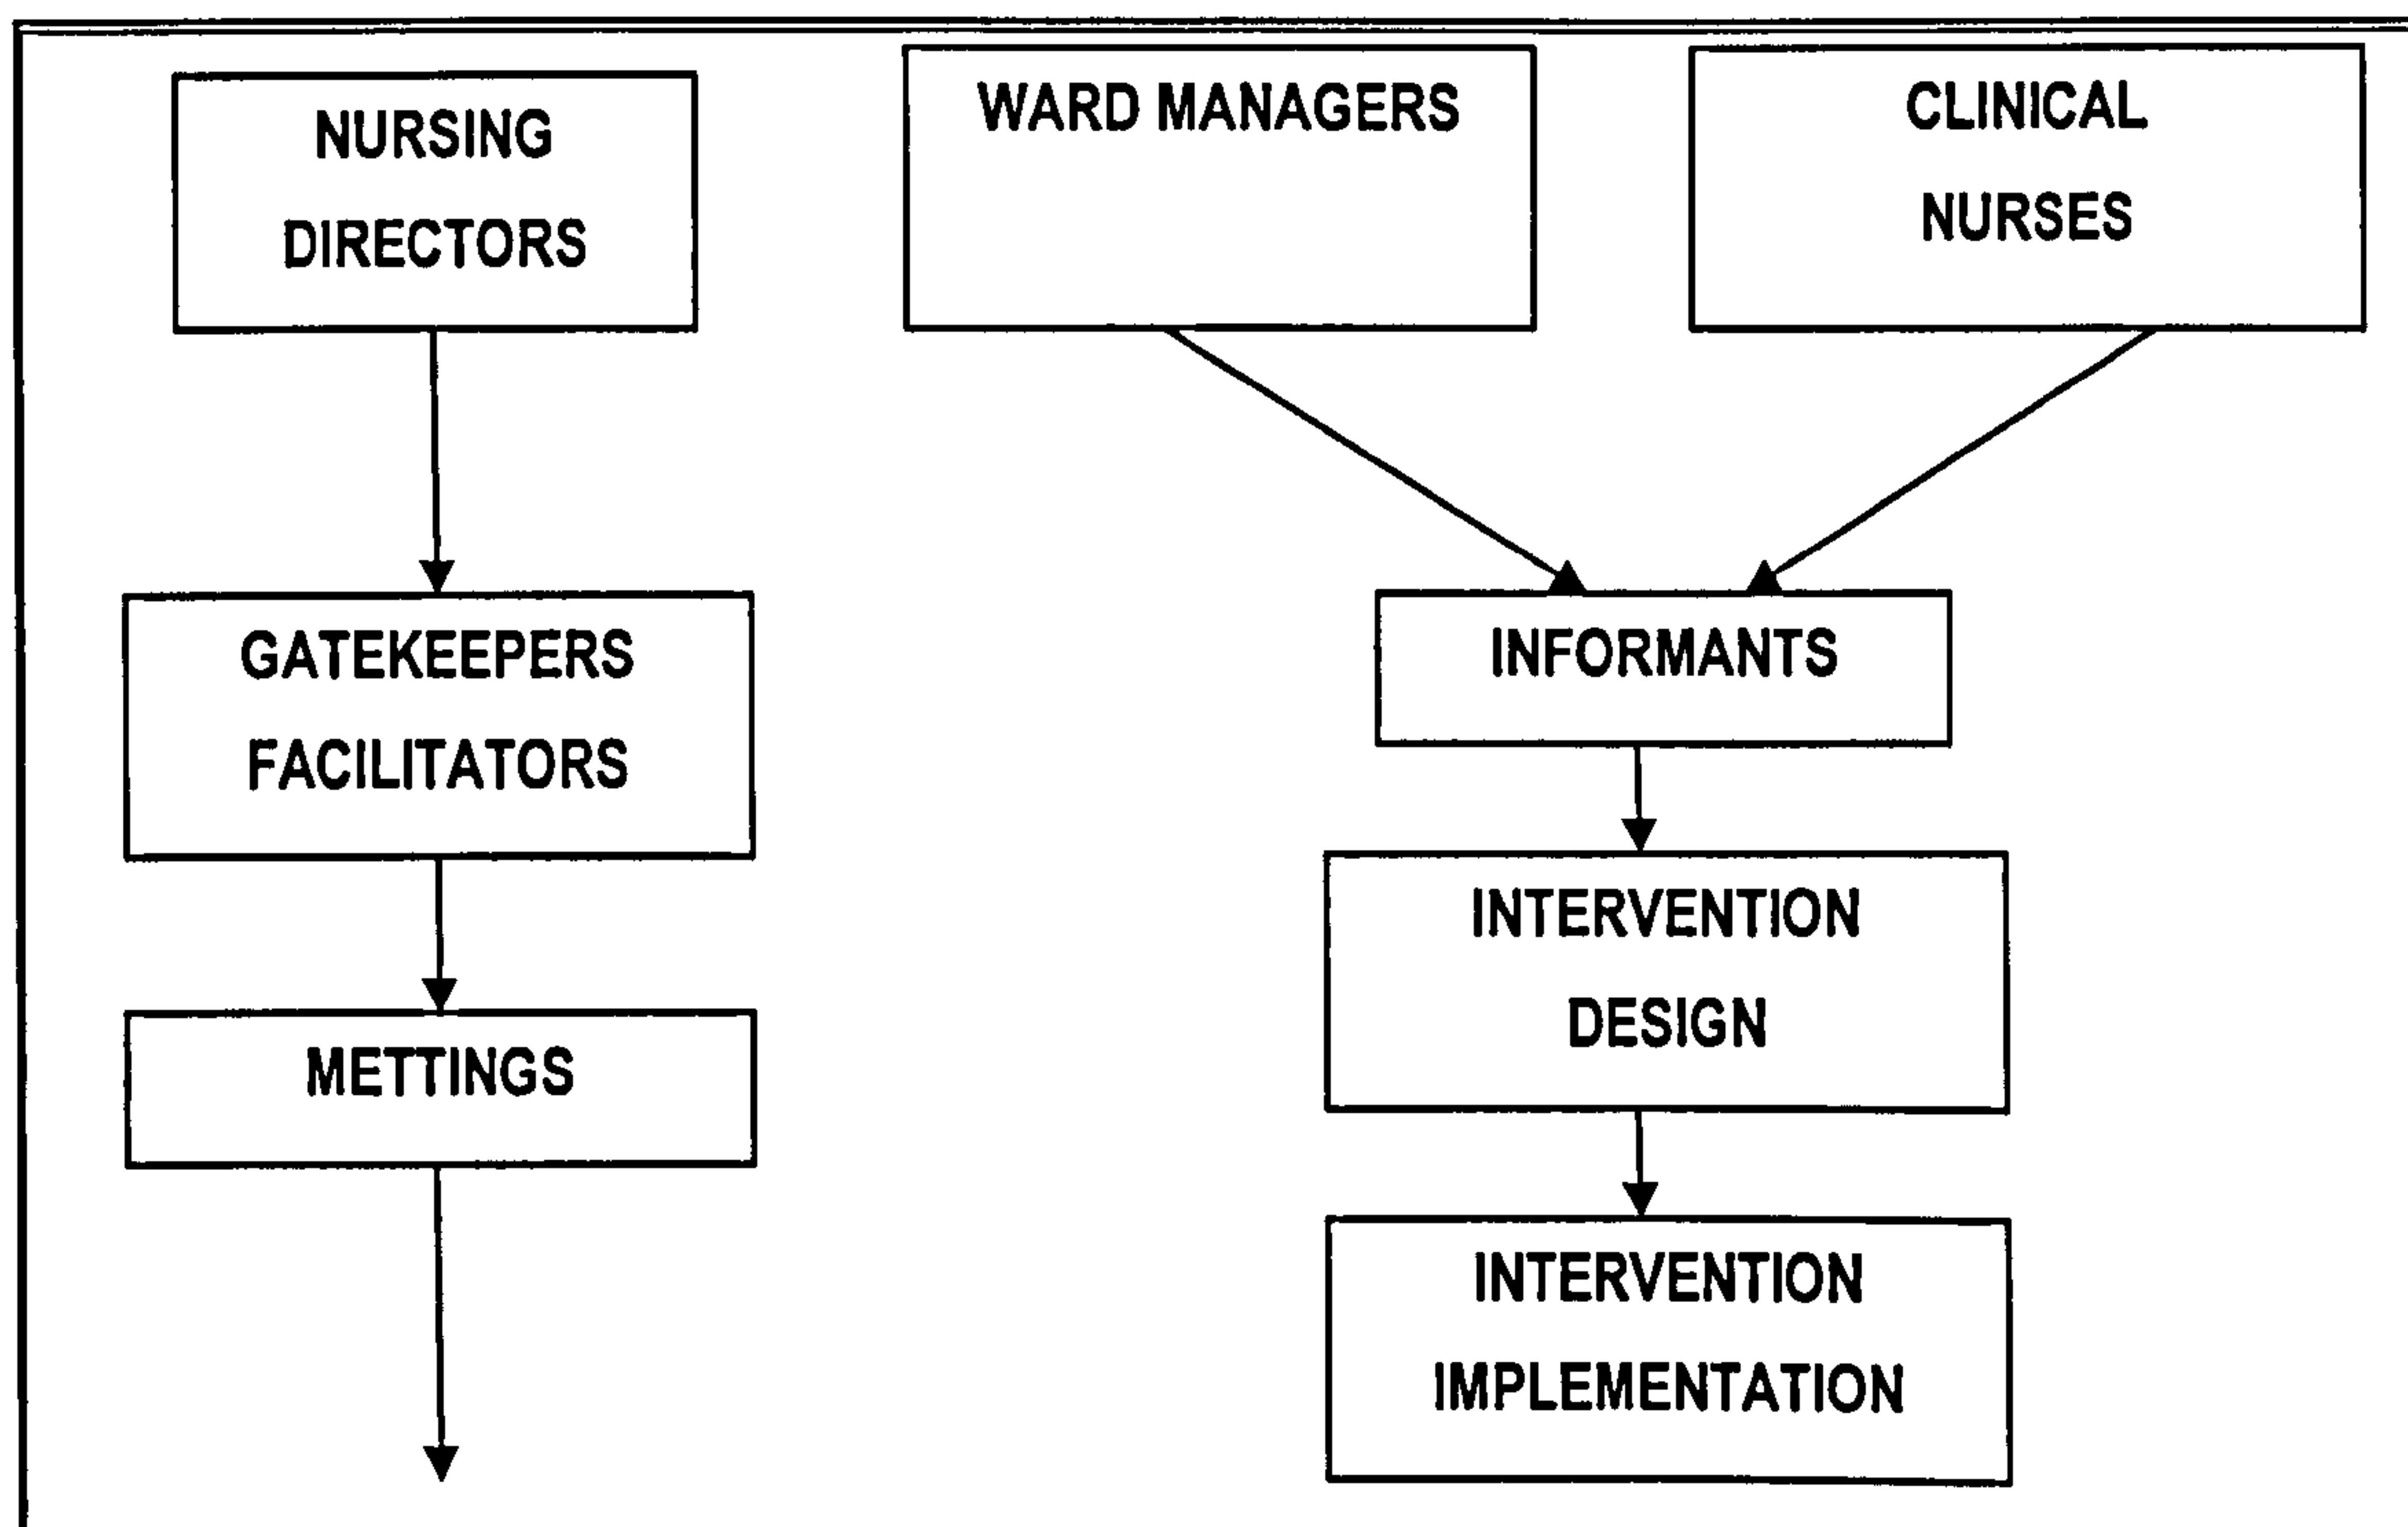 NURSING
DIRECTORS
WARD MANAGERS
CLINICAL
NURSES
GATEKEEPERS
FACILITATORS
INFORMANTS
METTINGS
INTERVENTION
DESIGN
INTERVENTION
IMPLEMENTATION